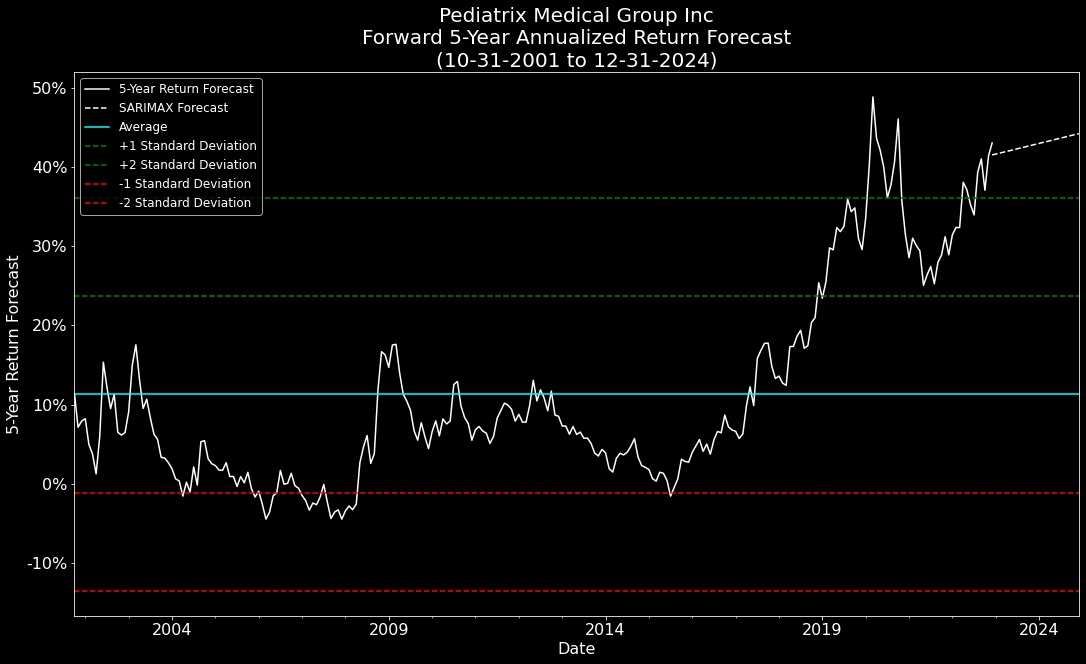 Pediatrix Medical Group Inc
Forward 5-Year Annualized Return Forecast
(10-31-2001 to 12-31-2024)
5-Year Return Forecast
SARIMAX Forecast
Average
+1 Standard Deviation
+2 Standard Deviation
-1 Standard Deviation
-2 Standard Deviation
5-Year Return Forecast
50%
40%
30%
20%
10%
0%
-10%
2004
2009
2014
2019
2024
Date